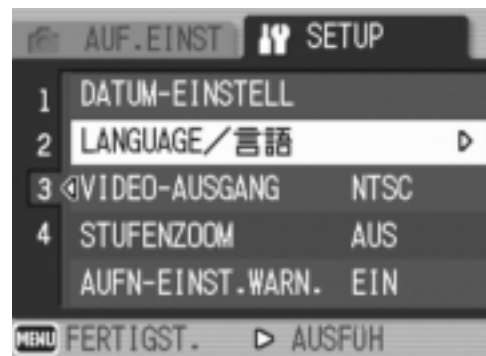 AUF.EINST SETUP
1 DATUM-EINSTELL
2 LANGUAGE/言語
3 VIDEO-AUSGANG NTSC
4 STUFENZOOM AUS
AUFN-EINST.WARN. EIN
MENU FERTIGST. AUSFÜH